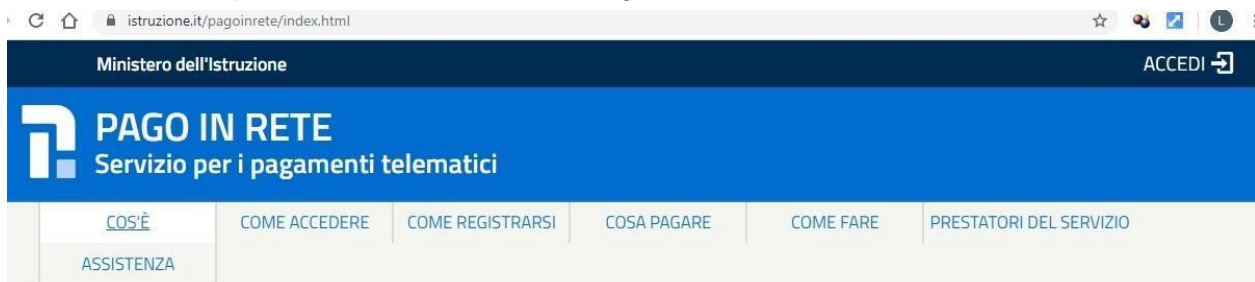 istruzione.it/pagoinrete/index.html
L
Ministero dell'Istruzione
ACCEDI
PAGO IN RETE
Servizio per i pagamenti telematici
COS'È
COME ACCEDERE
COME REGISTRARSI
COSA PAGARE
COME FARE
PRESTATORI DEL SERVIZIO
ASSISTENZA